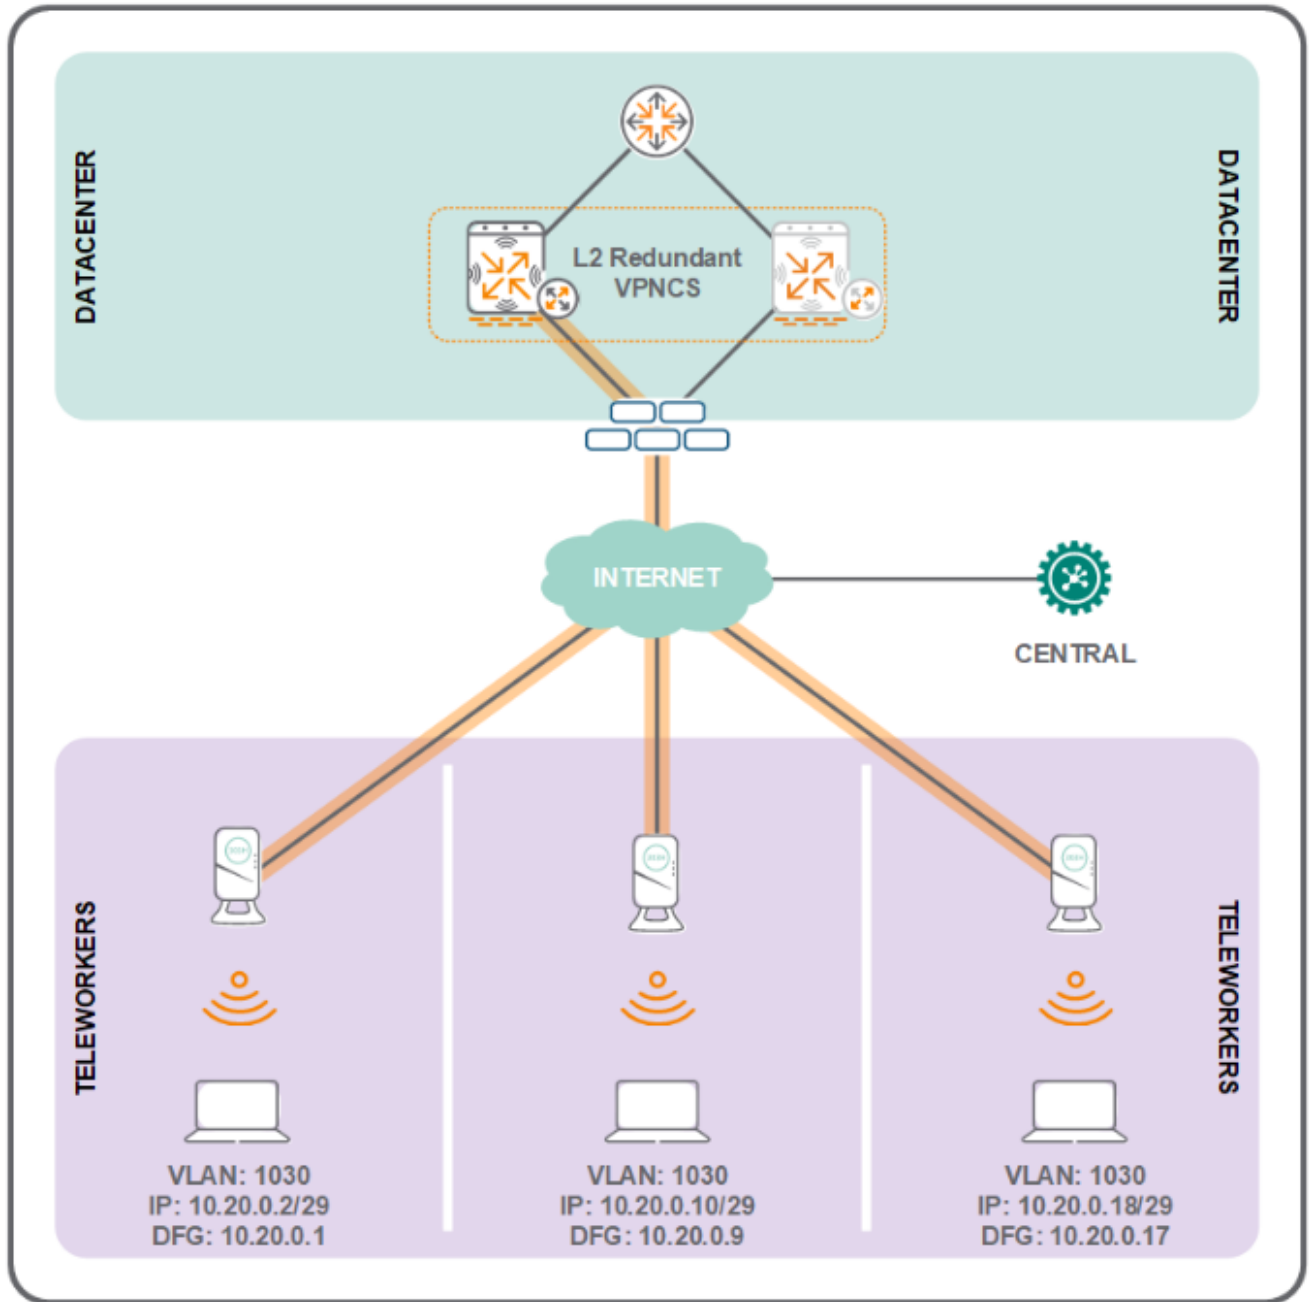 DATACENTER
DATACENTER
L2 Redundant
VPNCS
INTERNET
CENTRAL
TELEWORKERS
TELEWORKERS
VLAN: 1030
IP: 10.20.0.2/29
DFG: 10.20.0.1
VLAN: 1030
IP: 10.20.0.10/29
DFG: 10.20.0.9
VLAN: 1030
IP: 10.20.0.18/29
DFG: 10.20.0.17